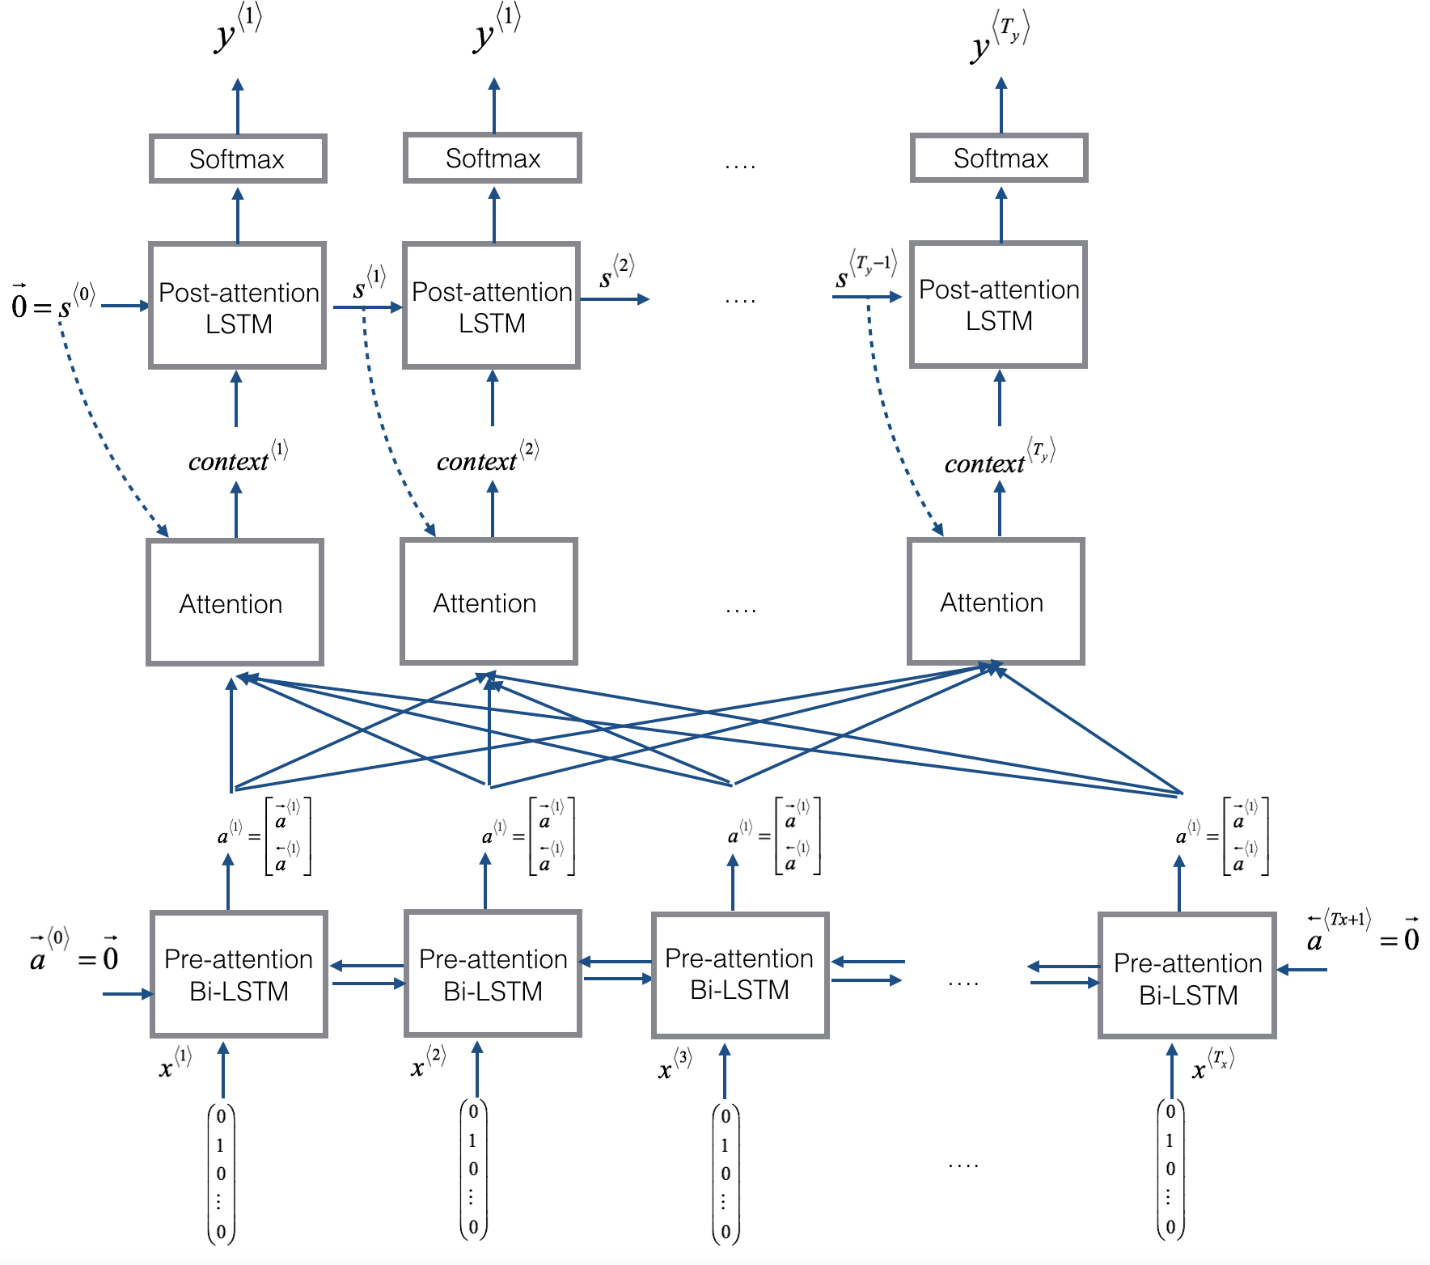 y⟨1⟩ y⟨1⟩ y⟨T_y⟩
Softmax Softmax .... Softmax
0⃗ = s⟨0⟩ Post-attention LSTM s⟨1⟩ Post-attention LSTM s⟨2⟩ .... s⟨T_y−1⟩ Post-attention LSTM
context⟨1⟩ context⟨2⟩ context⟨T_y⟩
Attention Attention .... Attention
a⟨1⟩ = [a⃗⟨1⟩ a⃖⟨1⟩] a⟨1⟩ = [a⃗⟨1⟩ a⃖⟨1⟩] a⟨1⟩ = [a⃗⟨1⟩ a⃖⟨1⟩] a⟨1⟩ = [a⃗⟨1⟩ a⃖⟨1⟩]
a⃗⟨0⟩ = 0⃗ Pre-attention Bi-LSTM Pre-attention Bi-LSTM Pre-attention Bi-LSTM .... Pre-attention Bi-LSTM a⃖⟨Tx+1⟩ = 0⃗
x⟨1⟩ x⟨2⟩ x⟨3⟩ x⟨T_x⟩
0 0 0 0
1 1 1 1
0 0 0 .... 0
⋮ ⋮ ⋮ ⋮
0 0 0 0